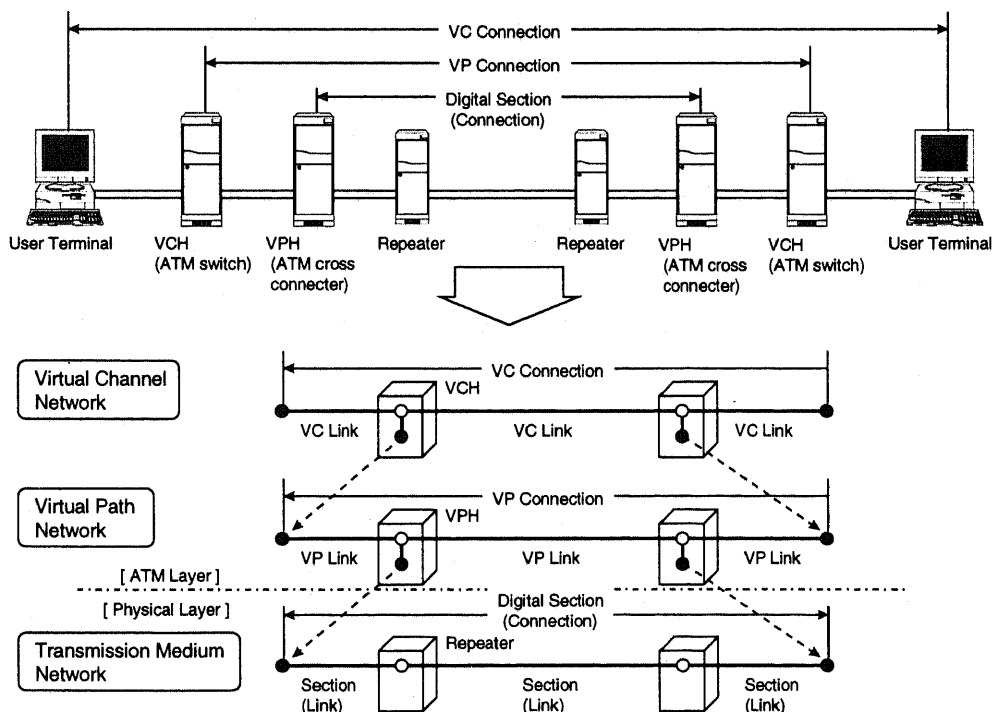 VC Connection
VP Connection
Digital Section
(Connection)
User Terminal
VCH
(ATM switch)
VPH
(ATM cross
connecter)
Repeater
Repeater
VPH
(ATM cross
connecter)
VCH
(ATM switch)
User Terminal
Virtual Channel
Network
VC Connection
VCH
VC Link
VC Link
VC Link
Virtual Path
Network
VP Connection
VPH
VP Link
VP Link
VP Link
[ ATM Layer ]
[ Physical Layer ]
Digital Section
(Connection)
Transmission Medium
Network
Repeater
Section
(Link)
Section
(Link)
Section
(Link)